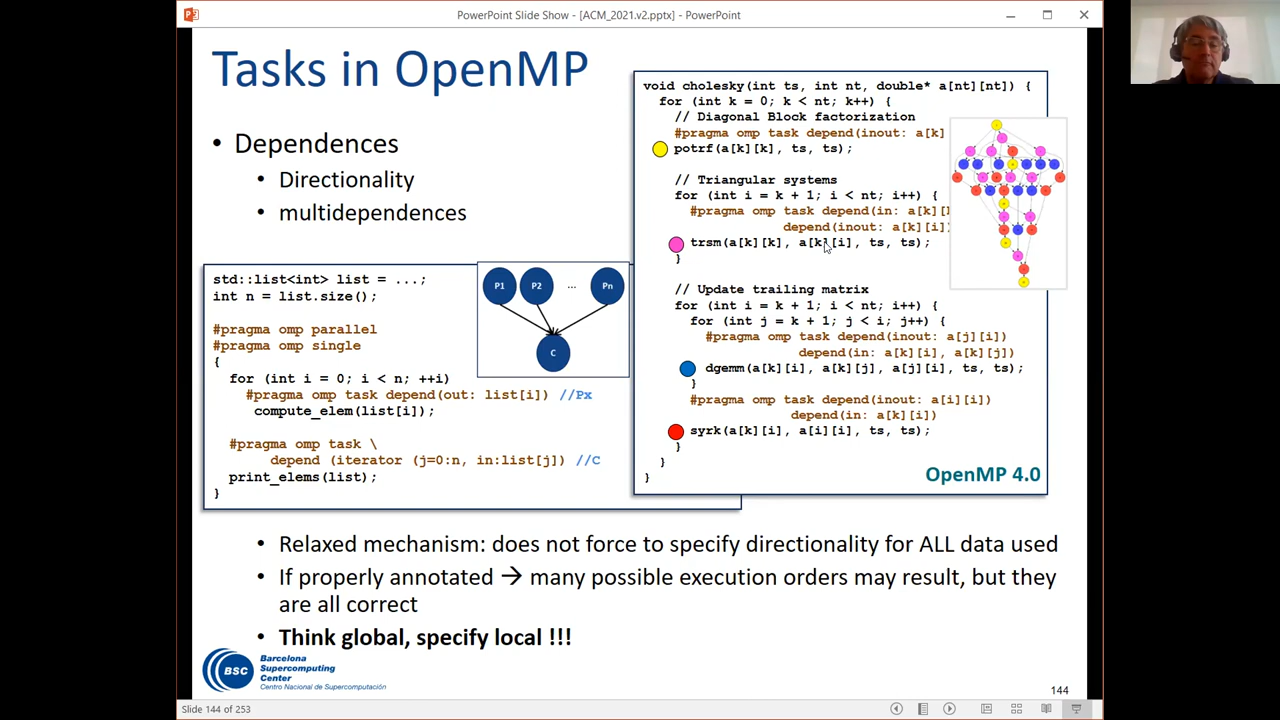 PowerPoint Slide Show - [ACM_2021.v2.pptx] - PowerPoint
Tasks in OpenMP
• Dependences
• Directionality
• multidependences
std::list<int> list = ...;
int n = list.size();
#pragma omp parallel
#pragma omp single
{
for (int i = 0; i < n; ++i)
#pragma omp task depend(out: list[i]) //Px
compute_elem(list[i]);
#pragma omp task \
depend (iterator (j=0:n, in:list[j]) //C
print_elems(list);
}
P1 P2 ... Pn
C
void cholesky(int ts, int nt, double* a[nt][nt]) {
for (int k = 0; k < nt; k++) {
// Diagonal Block factorization
#pragma omp task depend(inout: a[k]
potrf(a[k][k], ts, ts);
// Triangular systems
for (int i = k + 1; i < nt; i++) {
#pragma omp task depend(in: a[k][
depend(inout: a[k][i]
trsm(a[k][k], a[k][i], ts, ts);
}
// Update trailing matrix
for (int i = k + 1; i < nt; i++) {
for (int j = k + 1; j < i; j++) {
#pragma omp task depend(inout: a[j][i])
depend(in: a[k][i], a[k][j])
dgemm(a[k][i], a[k][j], a[j][i], ts, ts);
}
#pragma omp task depend(inout: a[i][i])
depend(in: a[k][i])
syrk(a[k][i], a[i][i], ts, ts);
}
}
}
OpenMP 4.0
• Relaxed mechanism: does not force to specify directionality for ALL data used
• If properly annotated → many possible execution orders may result, but they
are all correct
• Think global, specify local !!!
BSC
Barcelona
Supercomputing
Center
Centro Nacional de Supercomputación
144
Slide 144 of 253